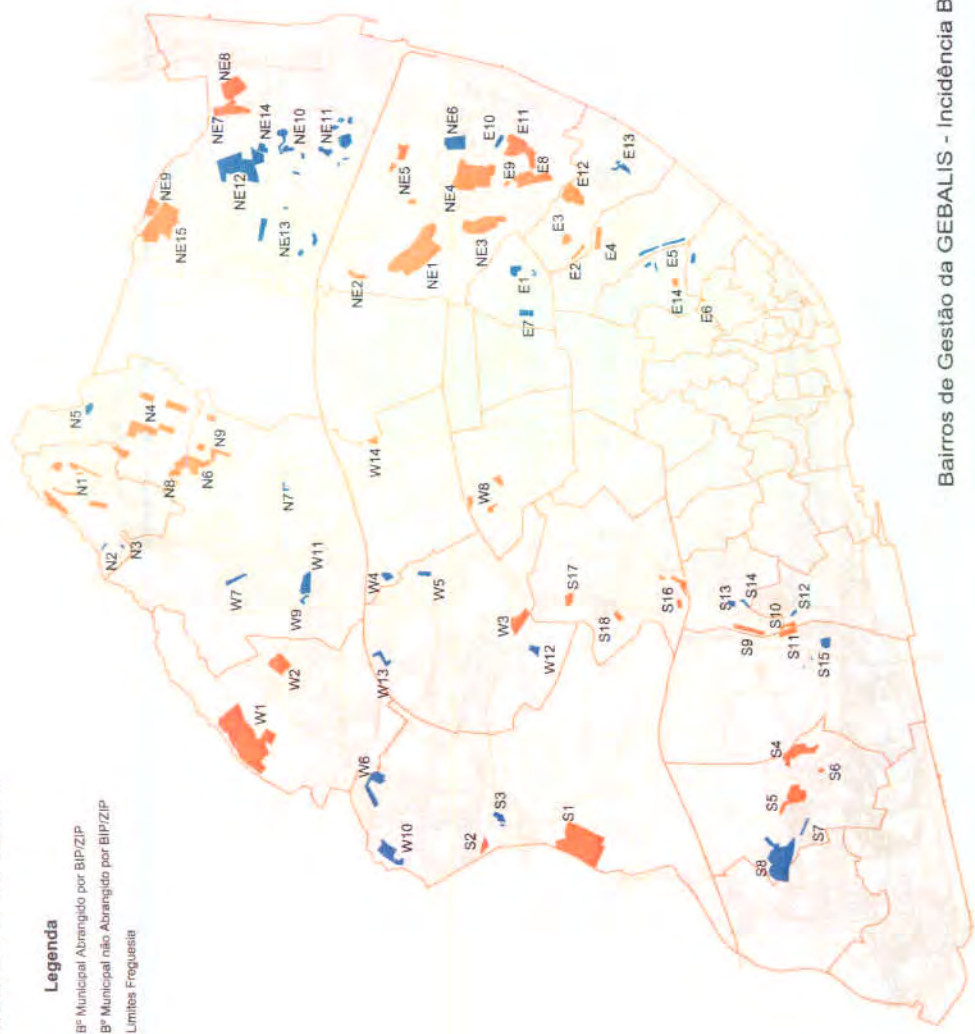 Legenda
Bº Municipal Abrangido por BIP/ZIP
Bº Municipal não Abrangido por BIP/ZIP
Limites Freguesia
N1
N2
N3
N4
N5
N6
N7
N8
N9
NE1
NE2
NE3
NE4
NE5
NE6
NE7
NE8
NE9
NE10
NE11
NE12
NE13
NE14
NE15
E1
E2
E3
E4
E5
E6
E7
E8
E9
E10
E11
E12
E13
E14
W1
W2
W3
W4
W5
W6
W7
W8
W9
W10
W11
W12
W13
W14
S1
S2
S3
S4
S5
S6
S7
S8
S9
S10
S11
S12
S13
S14
S15
S16
S17
S18
Bairros de Gestão da GEBALIS - Incidência B